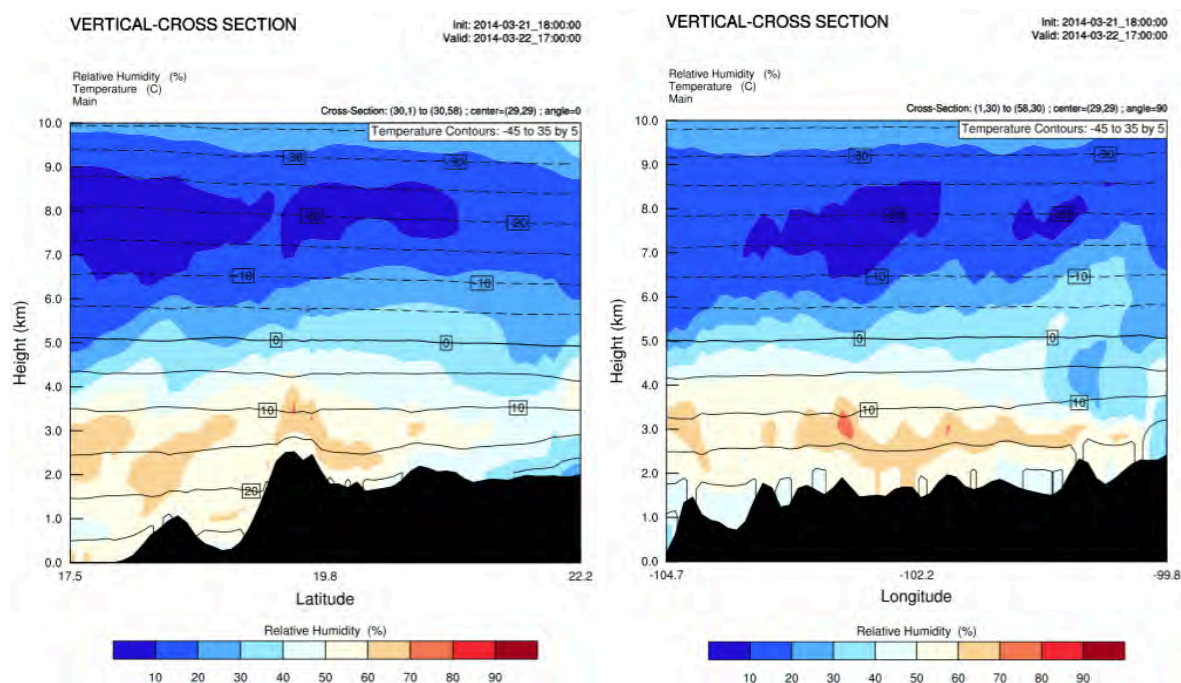 VERTICAL-CROSS SECTION
Init: 2014-03-21_18:00:00
Valid: 2014-03-22_17:00:00
Relative Humidity (%)
Temperature (C)
Main
Cross-Section: (30,1) to (30,58) ; center=(29,29) ; angle=0
Temperature Contours: -45 to 35 by 5
10.0
9.0
8.0
7.0
6.0
5.0
4.0
3.0
2.0
1.0
0.0
Height (km)
-30
-30
-20
-20
-10
-10
0
0
10
10
20
17.5
19.8
22.2
Latitude
Relative Humidity (%)
10 20 30 40 50 60 70 80 90
VERTICAL-CROSS SECTION
Init: 2014-03-21_18:00:00
Valid: 2014-03-22_17:00:00
Relative Humidity (%)
Temperature (C)
Main
Cross-Section: (1,30) to (58,30) ; center=(29,29) ; angle=90
Temperature Contours: -45 to 35 by 5
10.0
9.0
8.0
7.0
6.0
5.0
4.0
3.0
2.0
1.0
0.0
Height (km)
-30
-30
-20
-20
-10
-10
0
0
10
10
-104.7
-102.2
-99.8
Longitude
Relative Humidity (%)
10 20 30 40 50 60 70 80 90